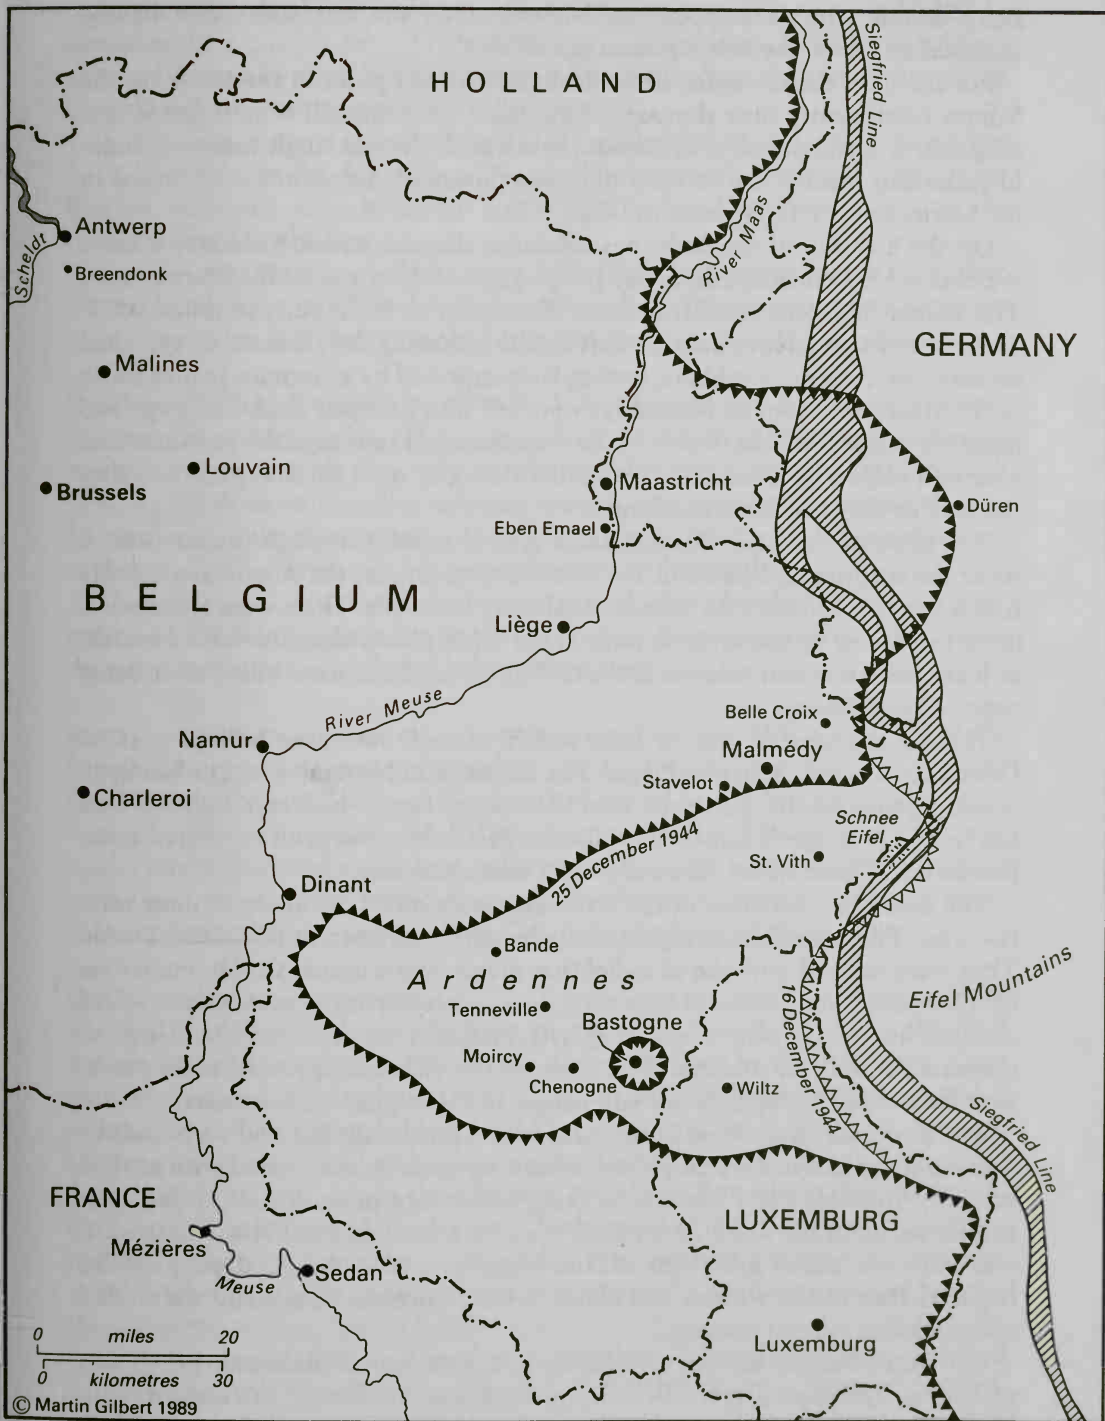 HOLLAND
Siegfried Line
Antwerp
Scheldt
Breendonk
River Maas
GERMANY
Malines
Louvain
Brussels
Maastricht
Düren
Eben Emael
BELGIUM
Liège
River Meuse
Belle Croix
Namur
Malmédy
Stavelot
Charleroi
Schnee
Eifel
25 December 1944
St. Vith
Dinant
Bande
Ardennes
Eifel Mountains
Tenneville
16 December 1944
Bastogne
Moircy
Chenogne
Wiltz
Siegfried Line
FRANCE
LUXEMBURG
Mézières
Sedan
Meuse
0 miles 20
Luxemburg
0 kilometres 30
© Martin Gilbert 1989